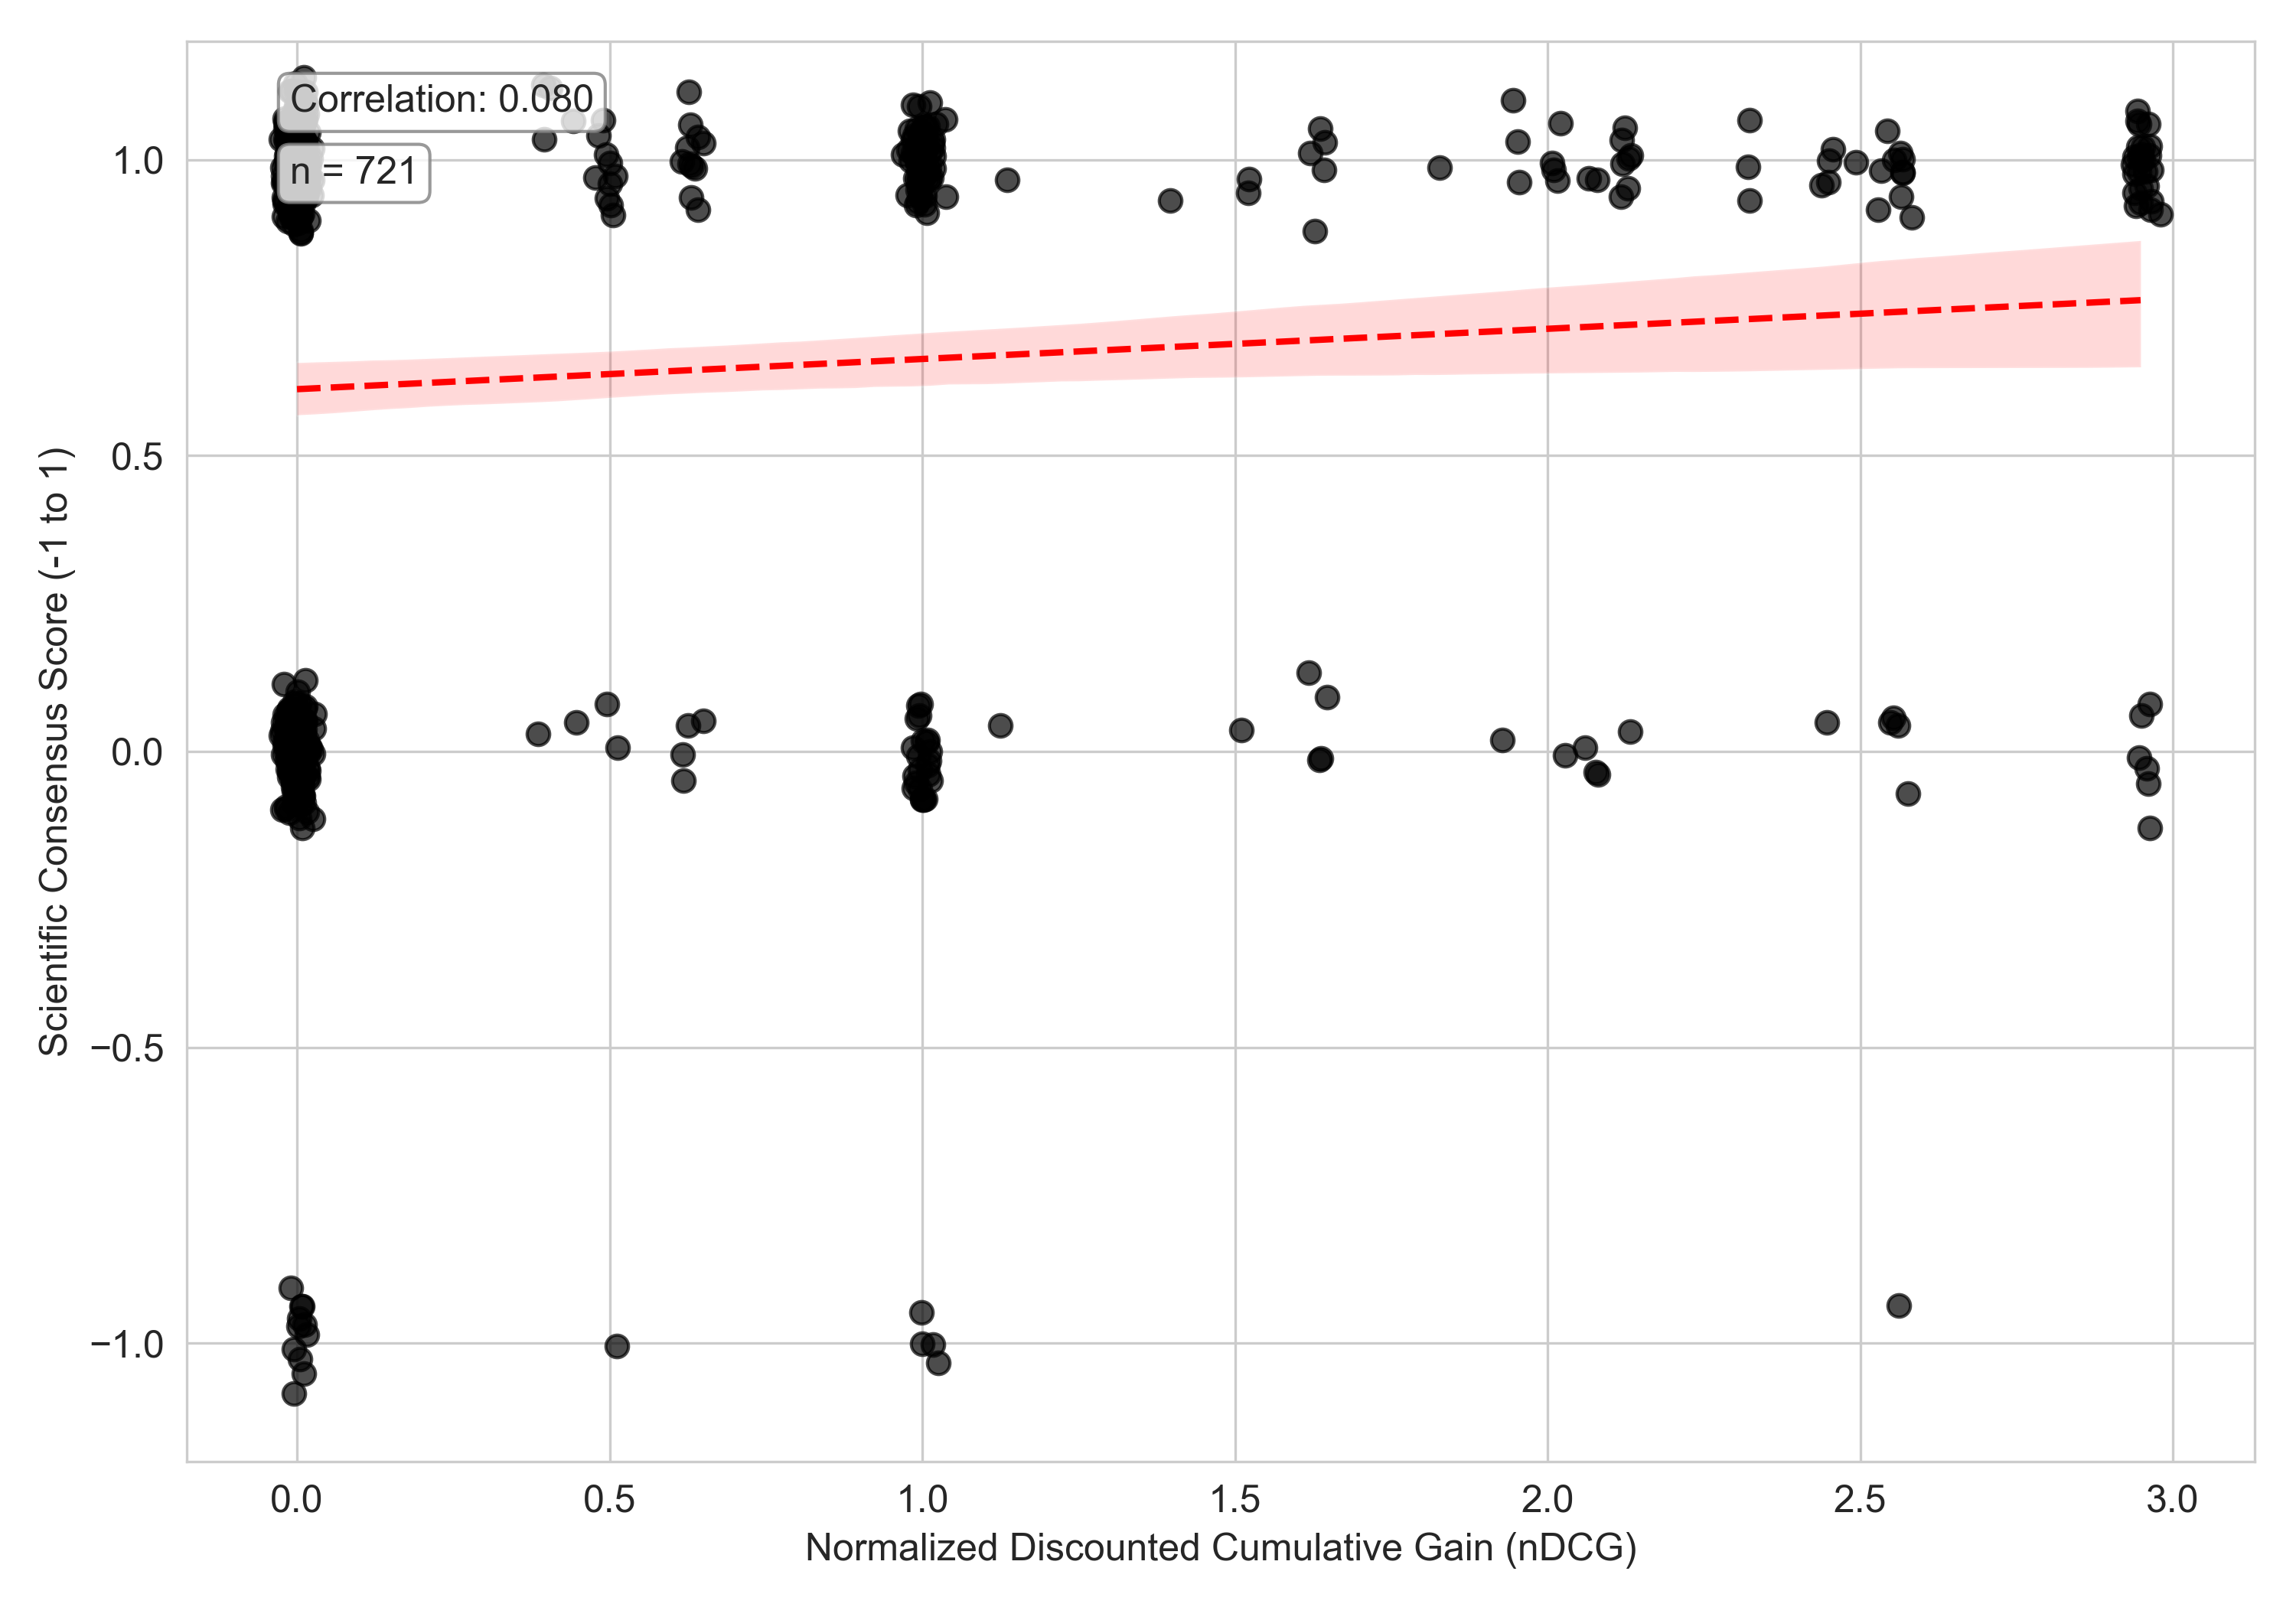 Correlation: 0.080
n = 721
1.0
0.5
0.0
−0.5
−1.0
Scientific Consensus Score (-1 to 1)
0.0 0.5 1.0 1.5 2.0 2.5 3.0
Normalized Discounted Cumulative Gain (nDCG)